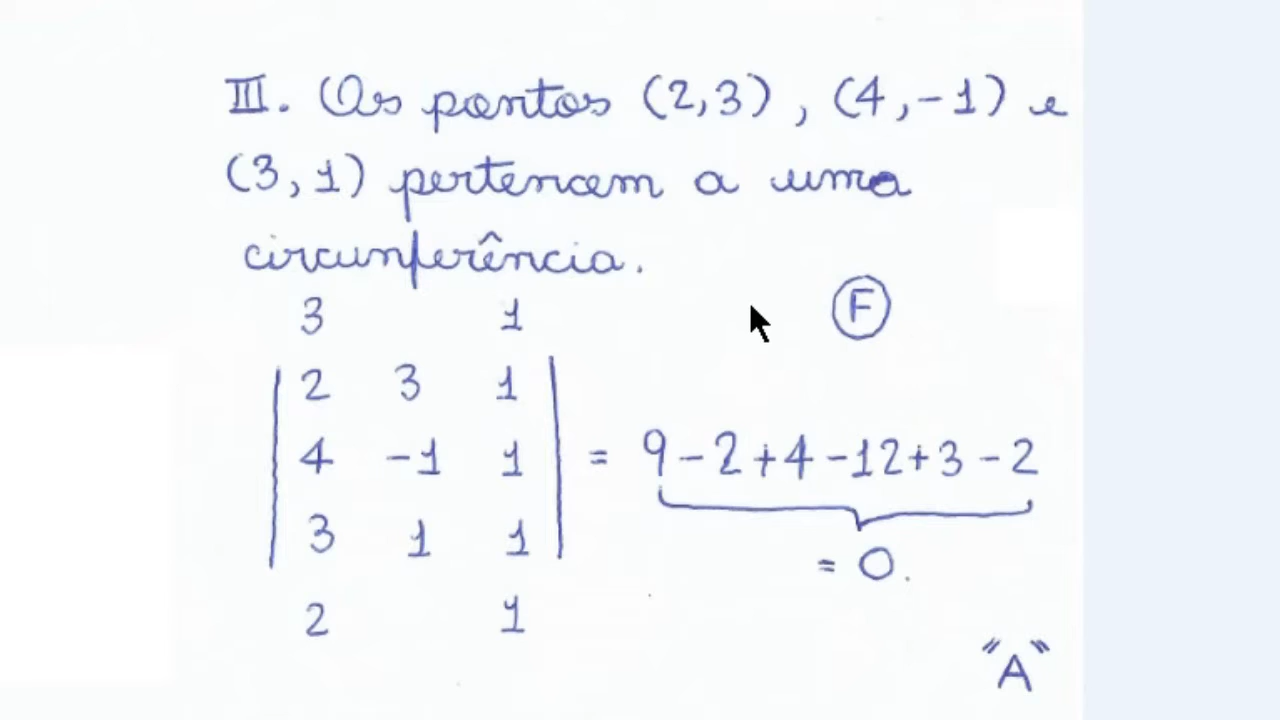 III. Os pontos (2,3), (4,-1) e
(3,1) pertencem a uma
circunferência.
3 1
F
2 3 1
4 -1 1 = 9-2+4-12+3-2
3 1 1
= 0.
2 1
"A"